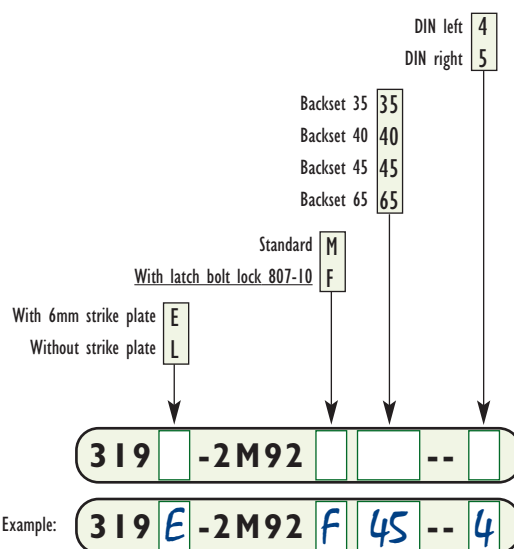 DIN left 4
DIN right 5
Backset 35 35
Backset 40 40
Backset 45 45
Backset 65 65
Standard M
With latch bolt lock 807-10 F
With 6mm strike plate E
Without strike plate L
319 -2M92 --
Example: 319 E -2M92 F 45 -- 4